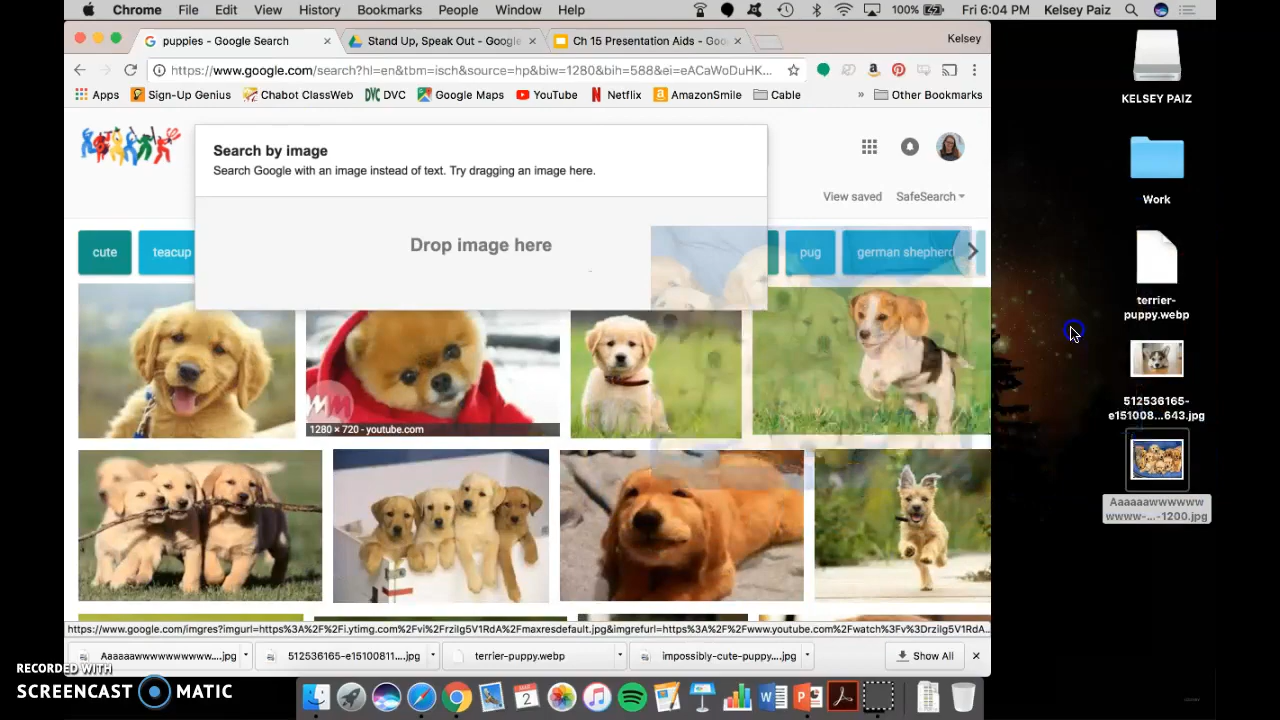 Chrome File Edit View History Bookmarks People Window Help 100% Fri 6:04 PM Kelsey Paiz
puppies - Google Search × Stand Up, Speak Out - Google × Ch 15 Presentation Aids - Goo × Kelsey
https://www.google.com/search?hl=en&tbm=isch&source=hp&biw=1280&bih=588&ei=eACaWoDuHK...
Apps Sign-Up Genius Chabot ClassWeb DVC Google Maps YouTube Netflix AmazonSmile Cable » Other Bookmarks
KELSEY PAIZ
Search by image
Search Google with an image instead of text. Try dragging an image here.
View saved SafeSearch
Work
Drop image here
cute teacup pug german shepherd
terrier-
puppy.webp
512536165-
e151008...643.jpg
1280 × 720 - youtube.com
Aaaaaawwwwwww
wwww-...-1200.jpg
https://www.google.com/imgres?imgurl=https%3A%2F%2Fi.ytimg.com%2Fvi%2Frzilg5V1RdA%2Fmaxresdefault.jpg&imgrefurl=https%3A%2F%2Fwww.youtube.com%2Fwatch%3Fv%3Drzilg5V1RdA...
Aaaaaawwwwwwwwww....jpg 512536165-e15100811....jpg terrier-puppy.webp impossibly-cute-puppy....jpg Show All ×
RECORDED WITH
SCREENCAST MATIC